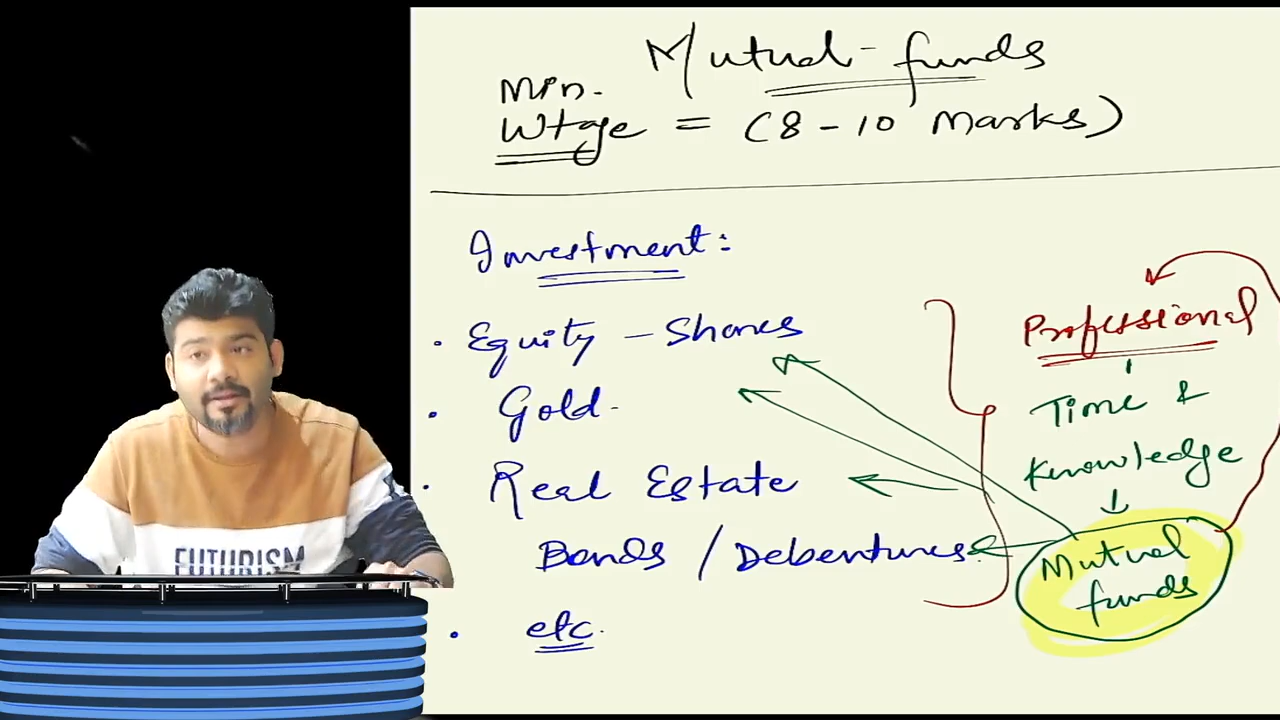 Mutual funds
Min.
Wtage = (8-10 Marks)
Investment:
• Equity - Shares
• Gold.
• Real Estate
Bonds / Debentures.
• etc.
Professional
Time &
Knowledge
Mutual
funds
FUTURISM